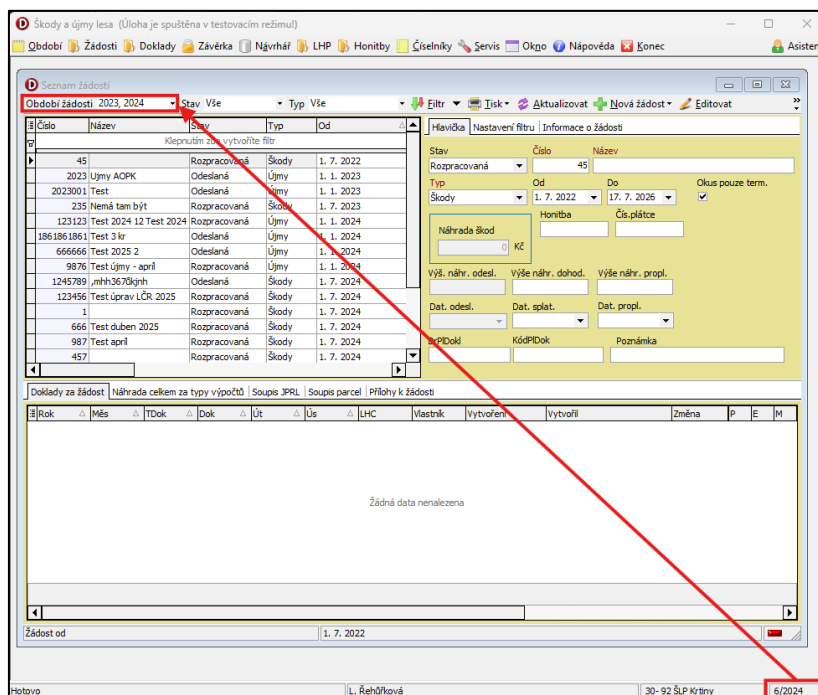 Škody a újmy lesa (Úloha je spuštěna v testovacím režimu!)
Období Žádosti Doklady Závěrka Návrhář LHP Honitby Číselníky Servis Okno Nápověda Konec Asisten
Seznam žádostí
Období žádosti 2023, 2024 Stav Vše Typ Vše Filtr Tisk Aktualizovat Nová žádost Editovat
Číslo Název Stav Typ Od
Klepnutím zde vytvoříte filtr
45 Rozpracovaná Škody 1. 7. 2022
2023 Ujmy AOPK Odeslaná Újmy 1. 1. 2023
2023001 Test Odeslaná Újmy 1. 1. 2023
235 Nemá tam být Rozpracovaná Škody 1. 7. 2023
123123 Test 2024 12 Test 2024 Rozpracovaná Újmy 1. 1. 2024
1861861861 Test 3 kr Odeslaná Újmy 1. 1. 2024
666666 Test 2025 2 Odeslaná Újmy 1. 1. 2024
9876 Test újmy - apríl Rozpracovaná Újmy 1. 1. 2024
1245789 Odeslaná Škody 1. 7. 2024
123456 Test úprav LČR 2025 Rozpracovaná Škody 1. 7. 2024
1 Rozpracovaná Škody 1. 7. 2024
666 Test duben 2025 Rozpracovaná Škody 1. 7. 2024
987 Test apríl Rozpracovaná Škody 1. 7. 2024
457 Rozpracovaná Škody 1. 7. 2024
Hlavička Nastavení filtru Informace o žádosti
Stav Číslo Název
Rozpracovaná 45
Typ Od Do Okus pouze term.
Škody 1. 7. 2022 17. 7. 2026
Honitba Čís.plátce
Náhrada škod
0 Kč
Výš. náhr. odesl. Výše náhr. dohod. Výše náhr. propl.
Dat. odesl. Dat. splat. Dat. propl.
DrPlDokl KódPlDok Poznámka
Doklady za žádost Náhrada celkem za typy výpočtů Soupis JPRL Soupis parcel Přílohy k žádosti
Rok Měs TDok Dok Út Ús LHC Vlastník Vytvoření Vytvořil Změna P E M
Žádná data nenalezena
Žádost od 1. 7. 2022
Hotovo L. Řehůřková 30- 92 ŠLP Krtiny 6/2024